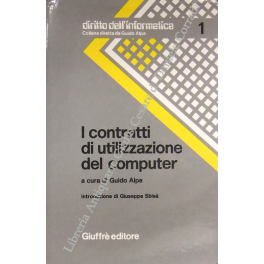 diritto dell'informatica
Collana diretta da Guido Alpa
1
I contratti
di utilizzazione
del computer
a cura di Guido Alpa
introduzione di Giuseppe Sbisà
Giuffrè editore